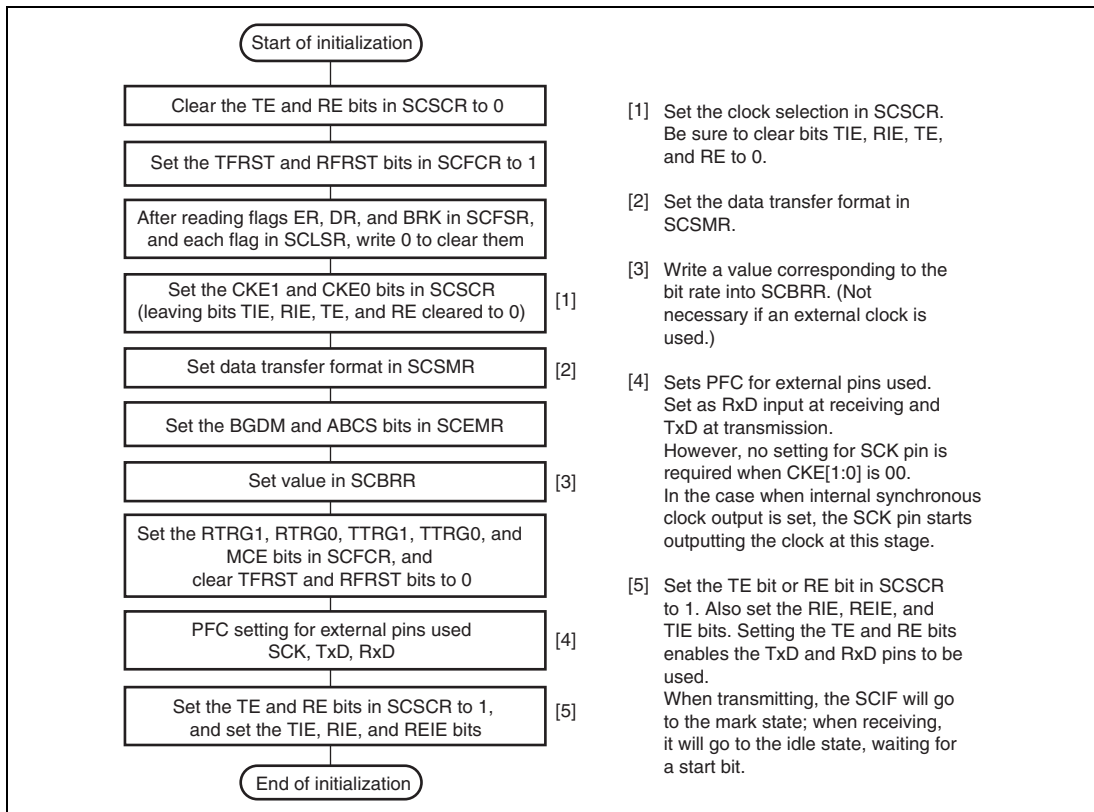 Start of initialization
Clear the TE and RE bits in SCSCR to 0
Set the TFRST and RFRST bits in SCFCR to 1
After reading flags ER, DR, and BRK in SCFSR,
and each flag in SCLSR, write 0 to clear them
Set the CKE1 and CKE0 bits in SCSCR
(leaving bits TIE, RIE, TE, and RE cleared to 0)
[1]
Set data transfer format in SCSMR
[2]
Set the BGDM and ABCS bits in SCEMR
Set value in SCBRR
[3]
Set the RTRG1, RTRG0, TTRG1, TTRG0, and
MCE bits in SCFCR, and
clear TFRST and RFRST bits to 0
PFC setting for external pins used
SCK, TxD, RxD
[4]
Set the TE and RE bits in SCSCR to 1,
and set the TIE, RIE, and REIE bits
[5]
End of initialization
[1] Set the clock selection in SCSCR.
Be sure to clear bits TIE, RIE, TE,
and RE to 0.
[2] Set the data transfer format in
SCSMR.
[3] Write a value corresponding to the
bit rate into SCBRR. (Not
necessary if an external clock is
used.)
[4] Sets PFC for external pins used.
Set as RxD input at receiving and
TxD at transmission.
However, no setting for SCK pin is
required when CKE[1:0] is 00.
In the case when internal synchronous
clock output is set, the SCK pin starts
outputting the clock at this stage.
[5] Set the TE bit or RE bit in SCSCR
to 1. Also set the RIE, REIE, and
TIE bits. Setting the TE and RE bits
enables the TxD and RxD pins to be
used.
When transmitting, the SCIF will go
to the mark state; when receiving,
it will go to the idle state, waiting for
a start bit.